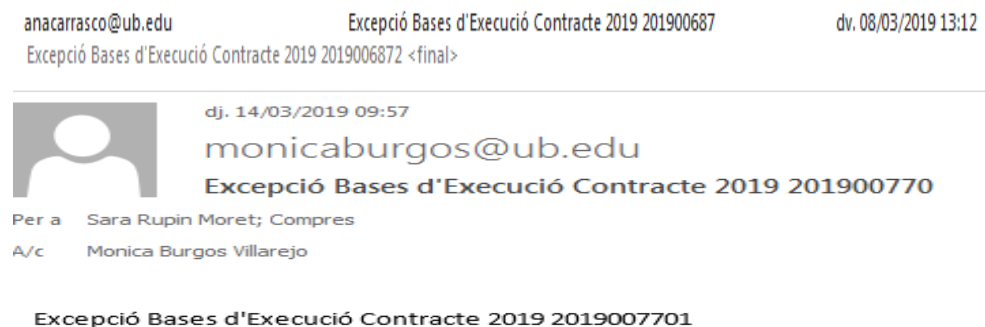 anacarrasco@ub.edu Excepció Bases d'Execució Contracte 2019 201900687 dv. 08/03/2019 13:12
Excepció Bases d'Execució Contracte 2019 2019006872 <final>
dj. 14/03/2019 09:57
monicaburgos@ub.edu
Excepció Bases d'Execució Contracte 2019 201900770
Per a Sara Rupin Moret; Compres
A/c Monica Burgos Villarejo
Excepció Bases d'Execució Contracte 2019 2019007701